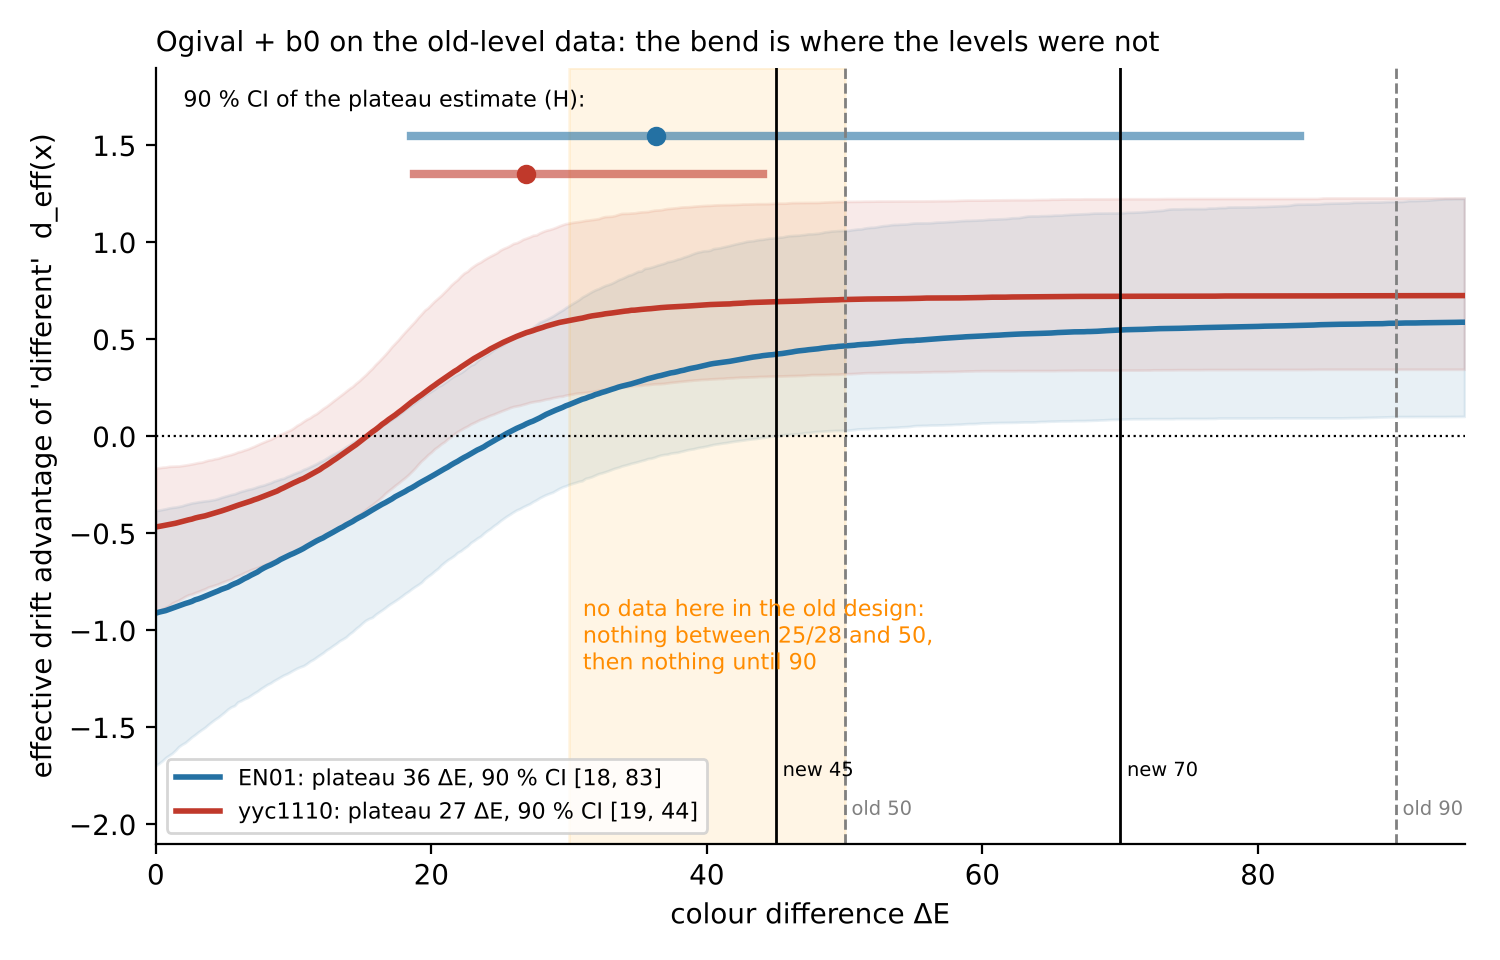 Ogival + b0 on the old-level data: the bend is where the levels were not
90 % CI of the plateau estimate (H):
effective drift advantage of 'different'  d_eff(x)
1.5
1.0
0.5
0.0
−0.5
−1.0
−1.5
−2.0
no data here in the old design:
nothing between 25/28 and 50,
then nothing until 90
new 45
new 70
old 50
old 90
EN01: plateau 36 ΔE, 90 % CI [18, 83]
yyc1110: plateau 27 ΔE, 90 % CI [19, 44]
0
20
40
60
80
colour difference ΔE